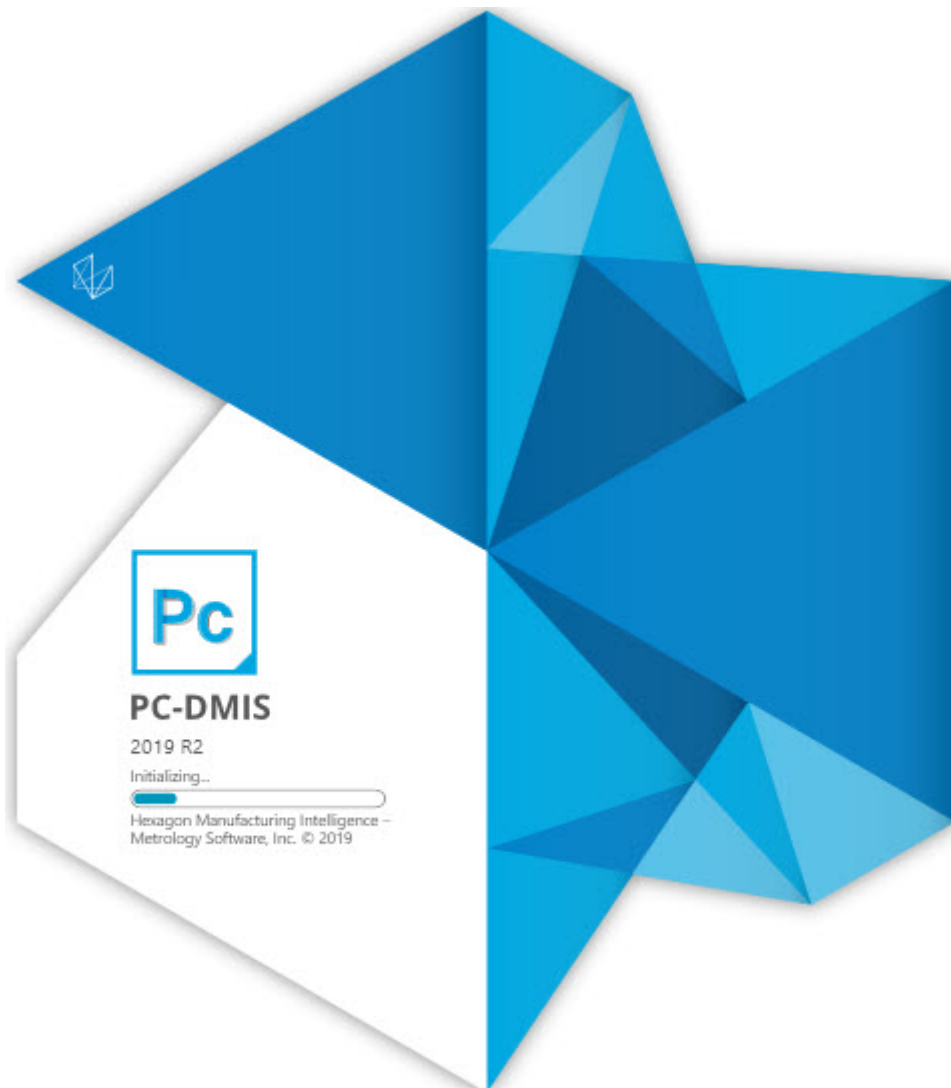 Pc
PC-DMIS
2019 R2
Initializing...
Hexagon Manufacturing Intelligence –
Metrology Software, Inc. © 2019